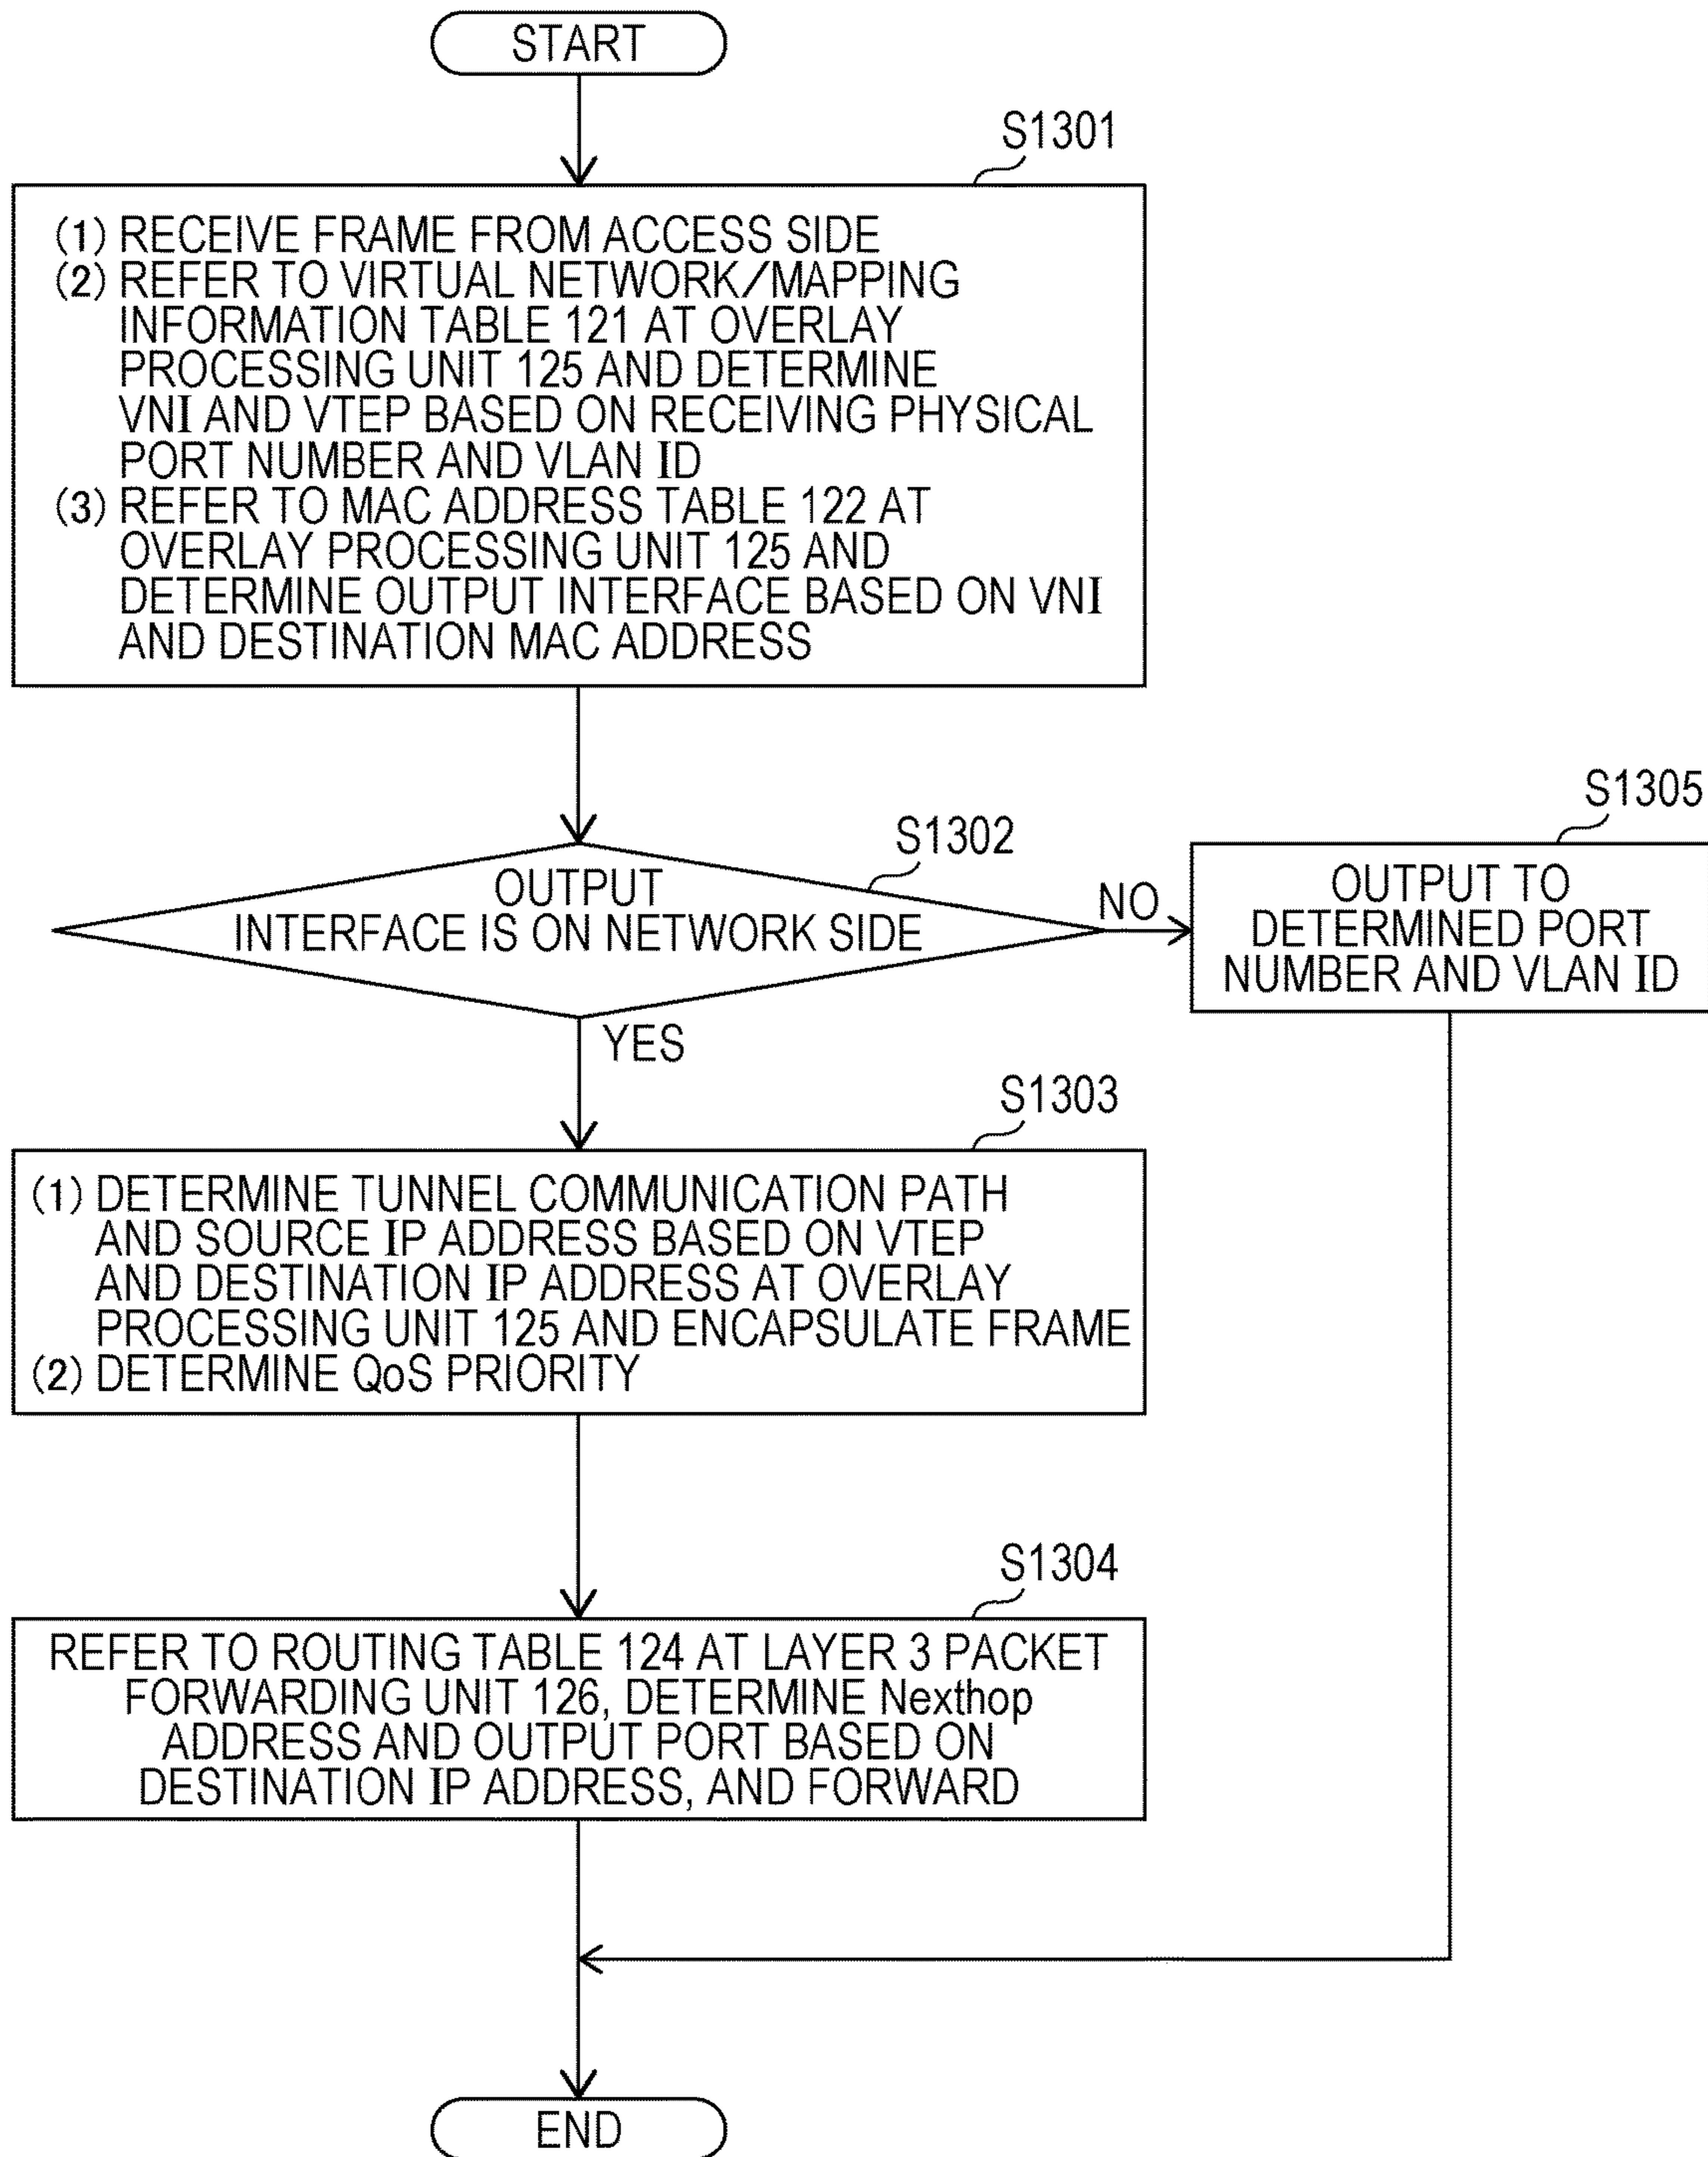 START
S1301
(1) RECEIVE FRAME FROM ACCESS SIDE
(2) REFER TO VIRTUAL NETWORK/MAPPING
INFORMATION TABLE 121 AT OVERLAY
PROCESSING UNIT 125 AND DETERMINE
VNI AND VTEP BASED ON RECEIVING PHYSICAL
PORT NUMBER AND VLAN ID
(3) REFER TO MAC ADDRESS TABLE 122 AT
OVERLAY PROCESSING UNIT 125 AND
DETERMINE OUTPUT INTERFACE BASED ON VNI
AND DESTINATION MAC ADDRESS
S1302
OUTPUT
INTERFACE IS ON NETWORK SIDE
NO
S1305
OUTPUT TO
DETERMINED PORT
NUMBER AND VLAN ID
YES
S1303
(1) DETERMINE TUNNEL COMMUNICATION PATH
AND SOURCE IP ADDRESS BASED ON VTEP
AND DESTINATION IP ADDRESS AT OVERLAY
PROCESSING UNIT 125 AND ENCAPSULATE FRAME
(2) DETERMINE QoS PRIORITY
S1304
REFER TO ROUTING TABLE 124 AT LAYER 3 PACKET
FORWARDING UNIT 126, DETERMINE Nexthop
ADDRESS AND OUTPUT PORT BASED ON
DESTINATION IP ADDRESS, AND FORWARD
END